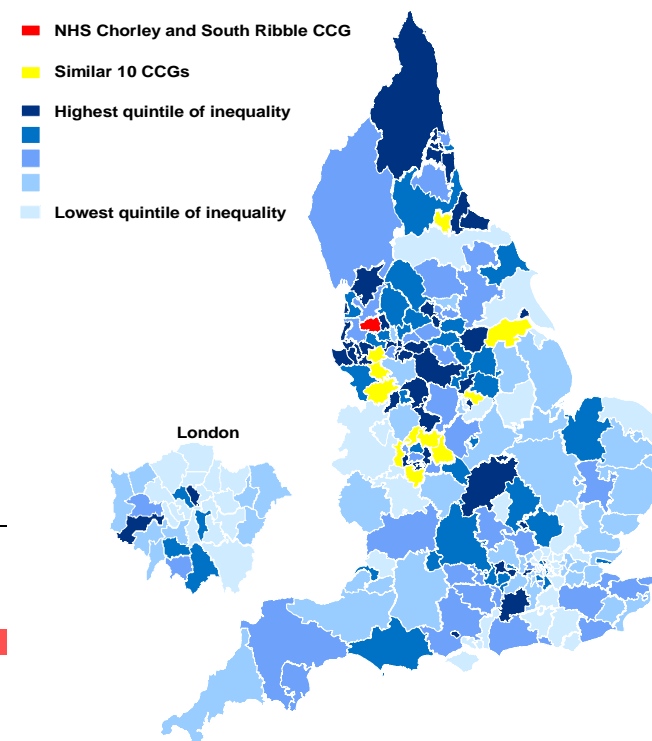 NHS Chorley and South Ribble CCG
Similar 10 CCGs
Highest quintile of inequality
Lowest quintile of inequality
London